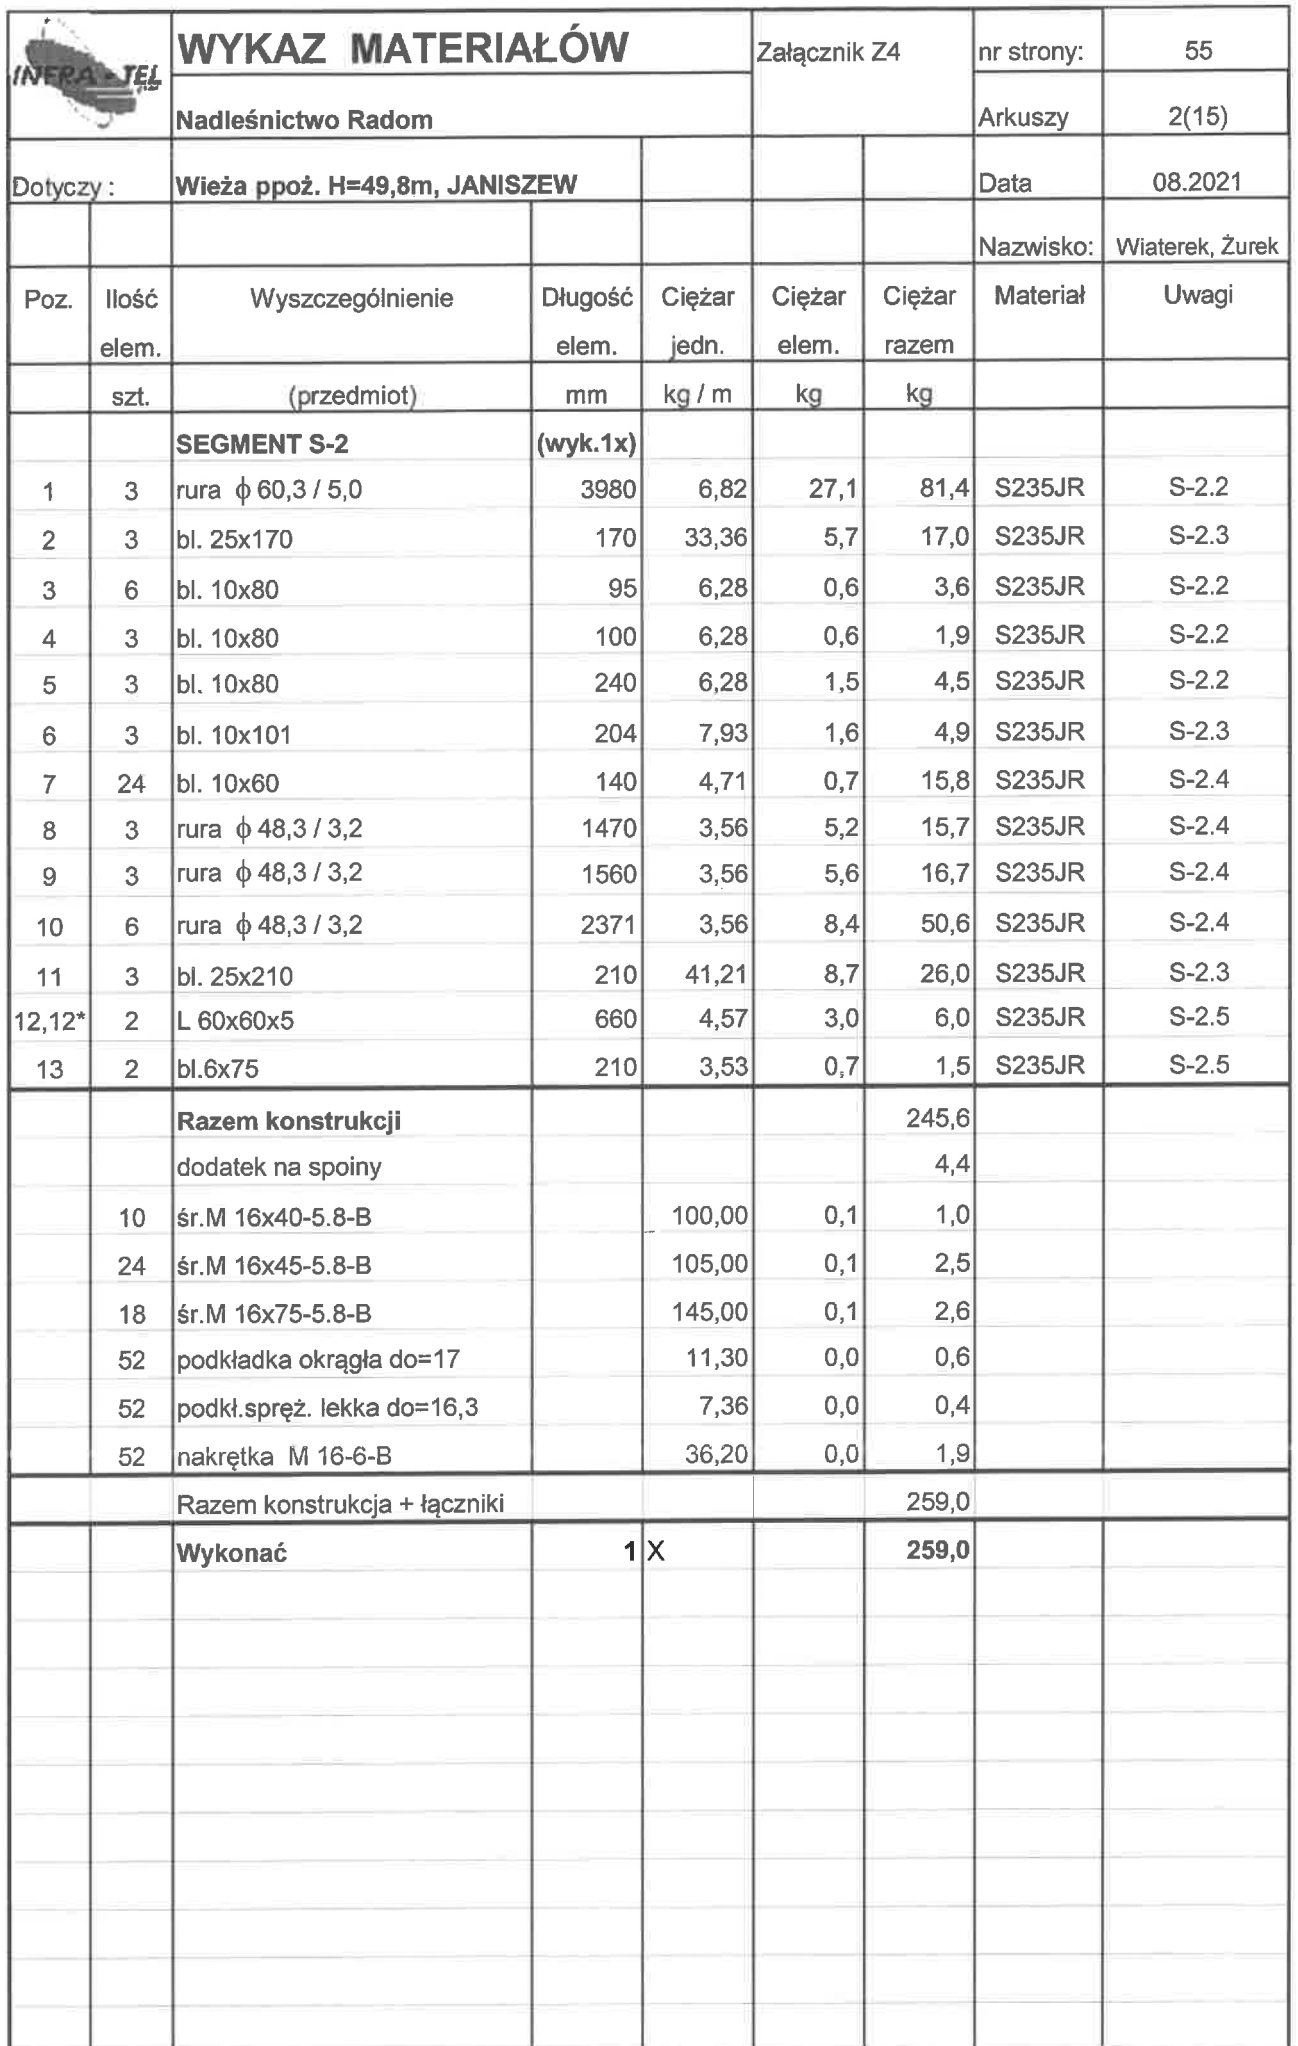 INFRA - TEL
WYKAZ MATERIAŁÓW Załącznik Z4 nr strony: 55
Nadleśnictwo Radom Arkuszy 2(15)
Dotyczy : Wieża ppoż. H=49,8m, JANISZEW Data 08.2021
Nazwisko: Wiaterek, Żurek
Poz. Ilość Wyszczególnienie Długość Ciężar Ciężar Ciężar Materiał Uwagi
elem. elem. jedn. elem. razem
szt. (przedmiot) mm kg / m kg kg
SEGMENT S-2 (wyk.1x)
1 3 rura ϕ 60,3 / 5,0 3980 6,82 27,1 81,4 S235JR S-2.2
2 3 bl. 25x170 170 33,36 5,7 17,0 S235JR S-2.3
3 6 bl. 10x80 95 6,28 0,6 3,6 S235JR S-2.2
4 3 bl. 10x80 100 6,28 0,6 1,9 S235JR S-2.2
5 3 bl. 10x80 240 6,28 1,5 4,5 S235JR S-2.2
6 3 bl. 10x101 204 7,93 1,6 4,9 S235JR S-2.3
7 24 bl. 10x60 140 4,71 0,7 15,8 S235JR S-2.4
8 3 rura ϕ 48,3 / 3,2 1470 3,56 5,2 15,7 S235JR S-2.4
9 3 rura ϕ 48,3 / 3,2 1560 3,56 5,6 16,7 S235JR S-2.4
10 6 rura ϕ 48,3 / 3,2 2371 3,56 8,4 50,6 S235JR S-2.4
11 3 bl. 25x210 210 41,21 8,7 26,0 S235JR S-2.3
12,12* 2 L 60x60x5 660 4,57 3,0 6,0 S235JR S-2.5
13 2 bl.6x75 210 3,53 0,7 1,5 S235JR S-2.5
Razem konstrukcji 245,6
dodatek na spoiny 4,4
10 śr.M 16x40-5.8-B 100,00 0,1 1,0
24 śr.M 16x45-5.8-B 105,00 0,1 2,5
18 śr.M 16x75-5.8-B 145,00 0,1 2,6
52 podkładka okrągła do=17 11,30 0,0 0,6
52 podkł.spręż. lekka do=16,3 7,36 0,0 0,4
52 nakrętka M 16-6-B 36,20 0,0 1,9
Razem konstrukcja + łączniki 259,0
Wykonać 1 X 259,0